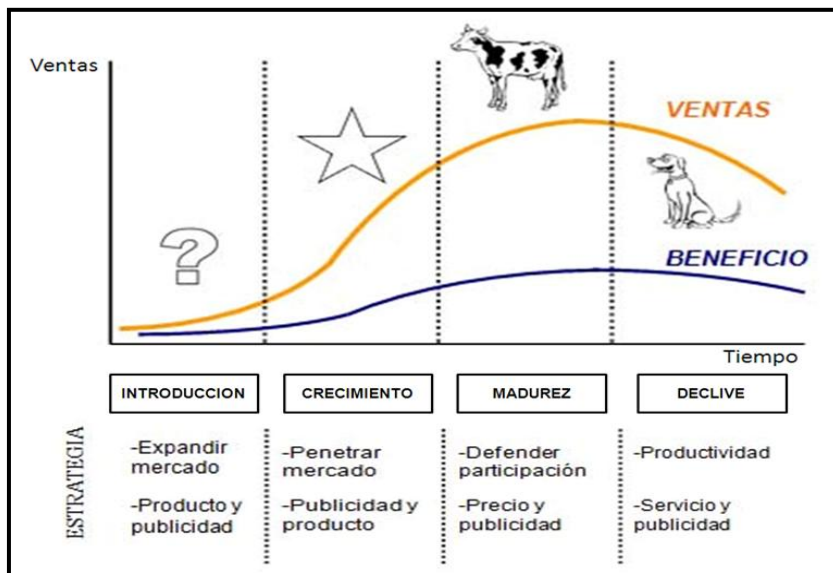 Ventas
VENTAS
?
BENEFICIO
Tiempo
INTRODUCCION
CRECIMIENTO
MADUREZ
DECLIVE
ESTRATEGIA
-Expandir
mercado
-Producto y
publicidad
-Penetrar
mercado
-Publicidad y
producto
-Defender
participación
-Precio y
publicidad
-Productividad
-Servicio y
publicidad